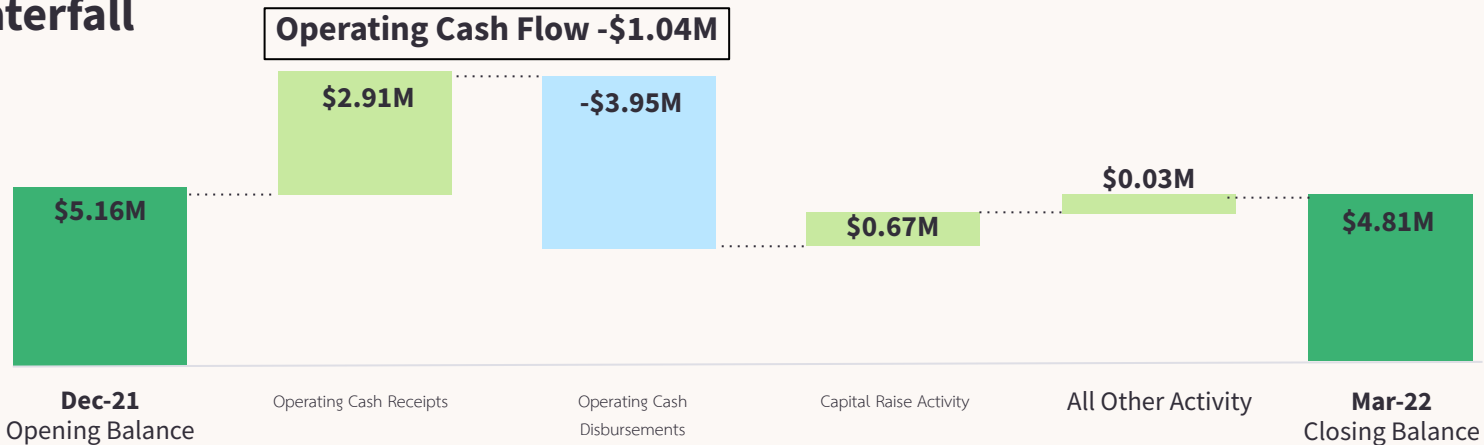 Operating Cash Flow -$1.04M
$2.91M
-$3.95M
$5.16M
$0.67M
$0.03M
$4.81M
Dec-21
Opening Balance
Operating Cash Receipts
Operating Cash
Disbursements
Capital Raise Activity
All Other Activity
Mar-22
Closing Balance